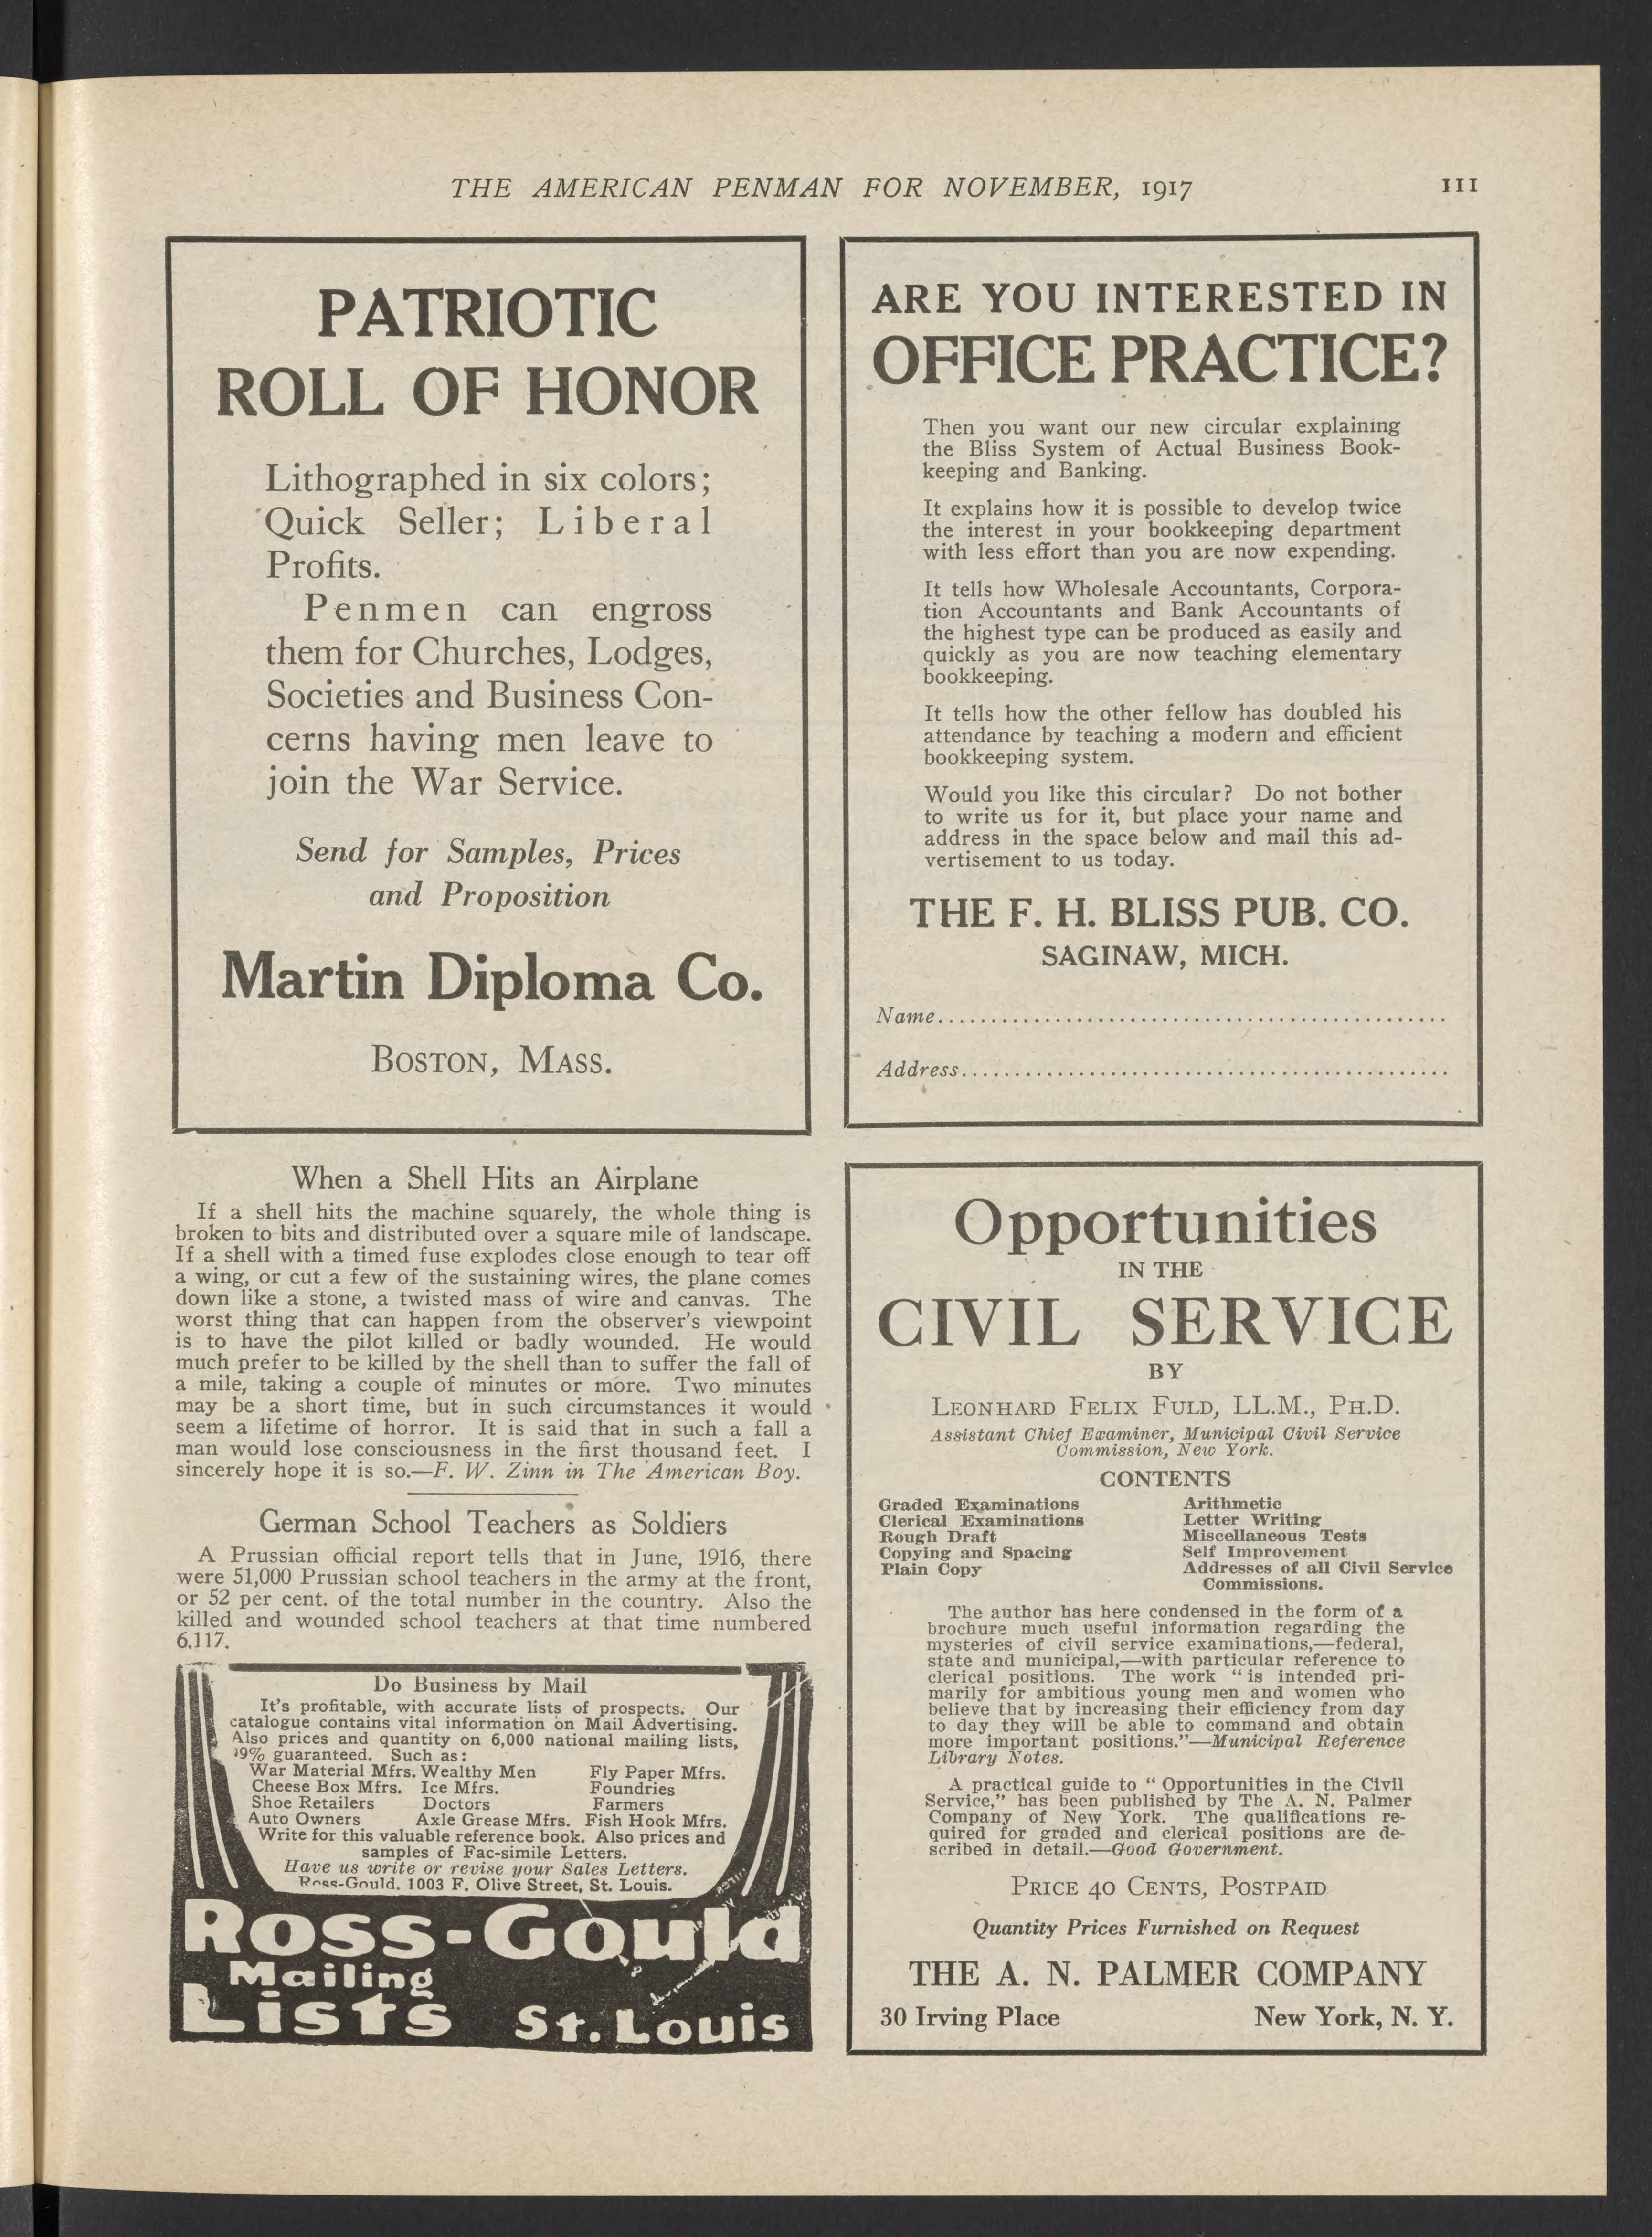 THE AMERICAN PENMAN FOR NOVEMBER, 1917
III
PATRIOTIC
ROLL OF HONOR
Lithographed in six colors;
Quick Seller; Liberal
Profits.
Penmen can engross
them for Churches, Lodges,
Societies and Business Con-
cerns having men leave to
join the War Service.
Send for Samples, Prices
and Proposition
Martin Diploma Co.
BOSTON, MASS.
ARE YOU INTERESTED IN
OFFICE PRACTICE?
Then you want our new circular explaining
the Bliss System of Actual Business Book-
keeping and Banking.
It explains how it is possible to develop twice
the interest in your bookkeeping department
with less effort than you are now expending.
It tells how Wholesale Accountants, Corpora-
tion Accountants and Bank Accountants of
the highest type can be produced as easily and
quickly as you are now teaching elementary
bookkeeping.
It tells how the other fellow has doubled his
attendance by teaching a modern and efficient
bookkeeping system.
Would you like this circular? Do not bother
to write us for it, but place your name and
address in the space below and mail this ad-
vertisement to us today.
THE F. H. BLISS PUB. CO.
SAGINAW, MICH.
Name................................................
Address..............................................
When a Shell Hits an Airplane
If a shell hits the machine squarely, the whole thing is
broken to bits and distributed over a square mile of landscape.
If a shell with a timed fuse explodes close enough to tear off
a wing, or cut a few of the sustaining wires, the plane comes
down like a stone, a twisted mass of wire and canvas. The
worst thing that can happen from the observer's viewpoint
is to have the pilot killed or badly wounded. He would
much prefer to be killed by the shell than to suffer the fall of
a mile, taking a couple of minutes or more. Two minutes
may be a short time, but in such circumstances it would
seem a lifetime of horror. It is said that in such a fall a
man would lose consciousness in the first thousand feet. I
sincerely hope it is so.—F. W. Zinn in The American Boy.
German School Teachers as Soldiers
A Prussian official report tells that in June, 1916, there
were 51,000 Prussian school teachers in the army at the front,
or 52 per cent. of the total number in the country. Also the
killed and wounded school teachers at that time numbered
6,117.
Do Business by Mail
It's profitable, with accurate lists of prospects. Our
catalogue contains vital information on Mail Advertising.
Also prices and quantity on 6,000 national mailing lists,
99% guaranteed. Such as:
War Material Mfrs. Wealthy Men Fly Paper Mfrs.
Cheese Box Mfrs. Ice Mfrs. Foundries
Shoe Retailers Doctors Farmers
Auto Owners Axle Grease Mfrs. Fish Hook Mfrs.
Write for this valuable reference book. Also prices and
samples of Fac-simile Letters.
Have us write or revise your Sales Letters.
Ross-Gould, 1003 F, Olive Street, St. Louis.
Ross-Gould
Mailing
Lists St. Louis
Opportunities
IN THE
CIVIL SERVICE
BY
LEONHARD FELIX FULD, LL.M., PH.D.
Assistant Chief Examiner, Municipal Civil Service
Commission, New York.
CONTENTS
Graded Examinations
Clerical Examinations
Rough Draft
Copying and Spacing
Plain Copy
Arithmetic
Letter Writing
Miscellaneous Tests
Self Improvement
Addresses of all Civil Service
Commissions.
The author has here condensed in the form of a
brochure much useful information regarding the
mysteries of civil service examinations,—federal,
state and municipal,—with particular reference to
clerical positions. The work "is intended pri-
marily for ambitious young men and women who
believe that by increasing their efficiency from day
to day they will be able to command and obtain
more important positions."—Municipal Reference
Library Notes.
A practical guide to "Opportunities in the Civil
Service," has been published by The A. N. Palmer
Company of New York. The qualifications re-
quired for graded and clerical positions are de-
scribed in detail.—Good Government.
PRICE 40 CENTS, POSTPAID
Quantity Prices Furnished on Request
THE A. N. PALMER COMPANY
30 Irving Place New York, N. Y.